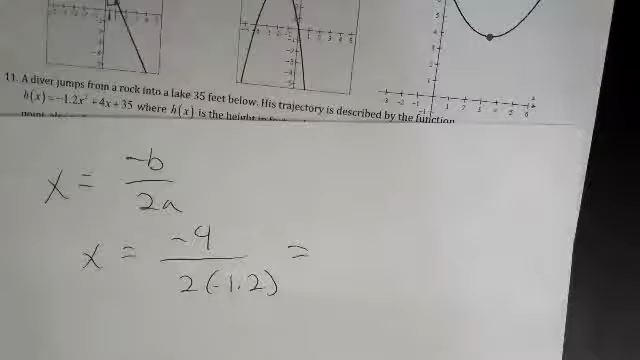 11. A diver jumps from a rock into a lake 35 feet below. His trajectory is described by the function
h(x) = -1.2x² + 4x + 35 where h(x) is the height in
x = -b / 2a
x = -4 / 2(-1.2) =